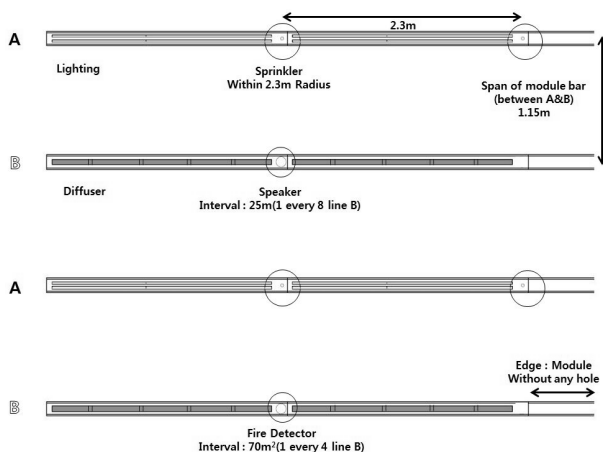 2.3m
A
Lighting
Sprinkler
Within 2.3m Radius
Span of module bar
(between A&B)
1.15m
B
Diffuser
Speaker
Interval : 25m(1 every 8 line B)
A
Edge : Module
Without any hole
B
Fire Detector
Interval : 70m²(1 every 4 line B)